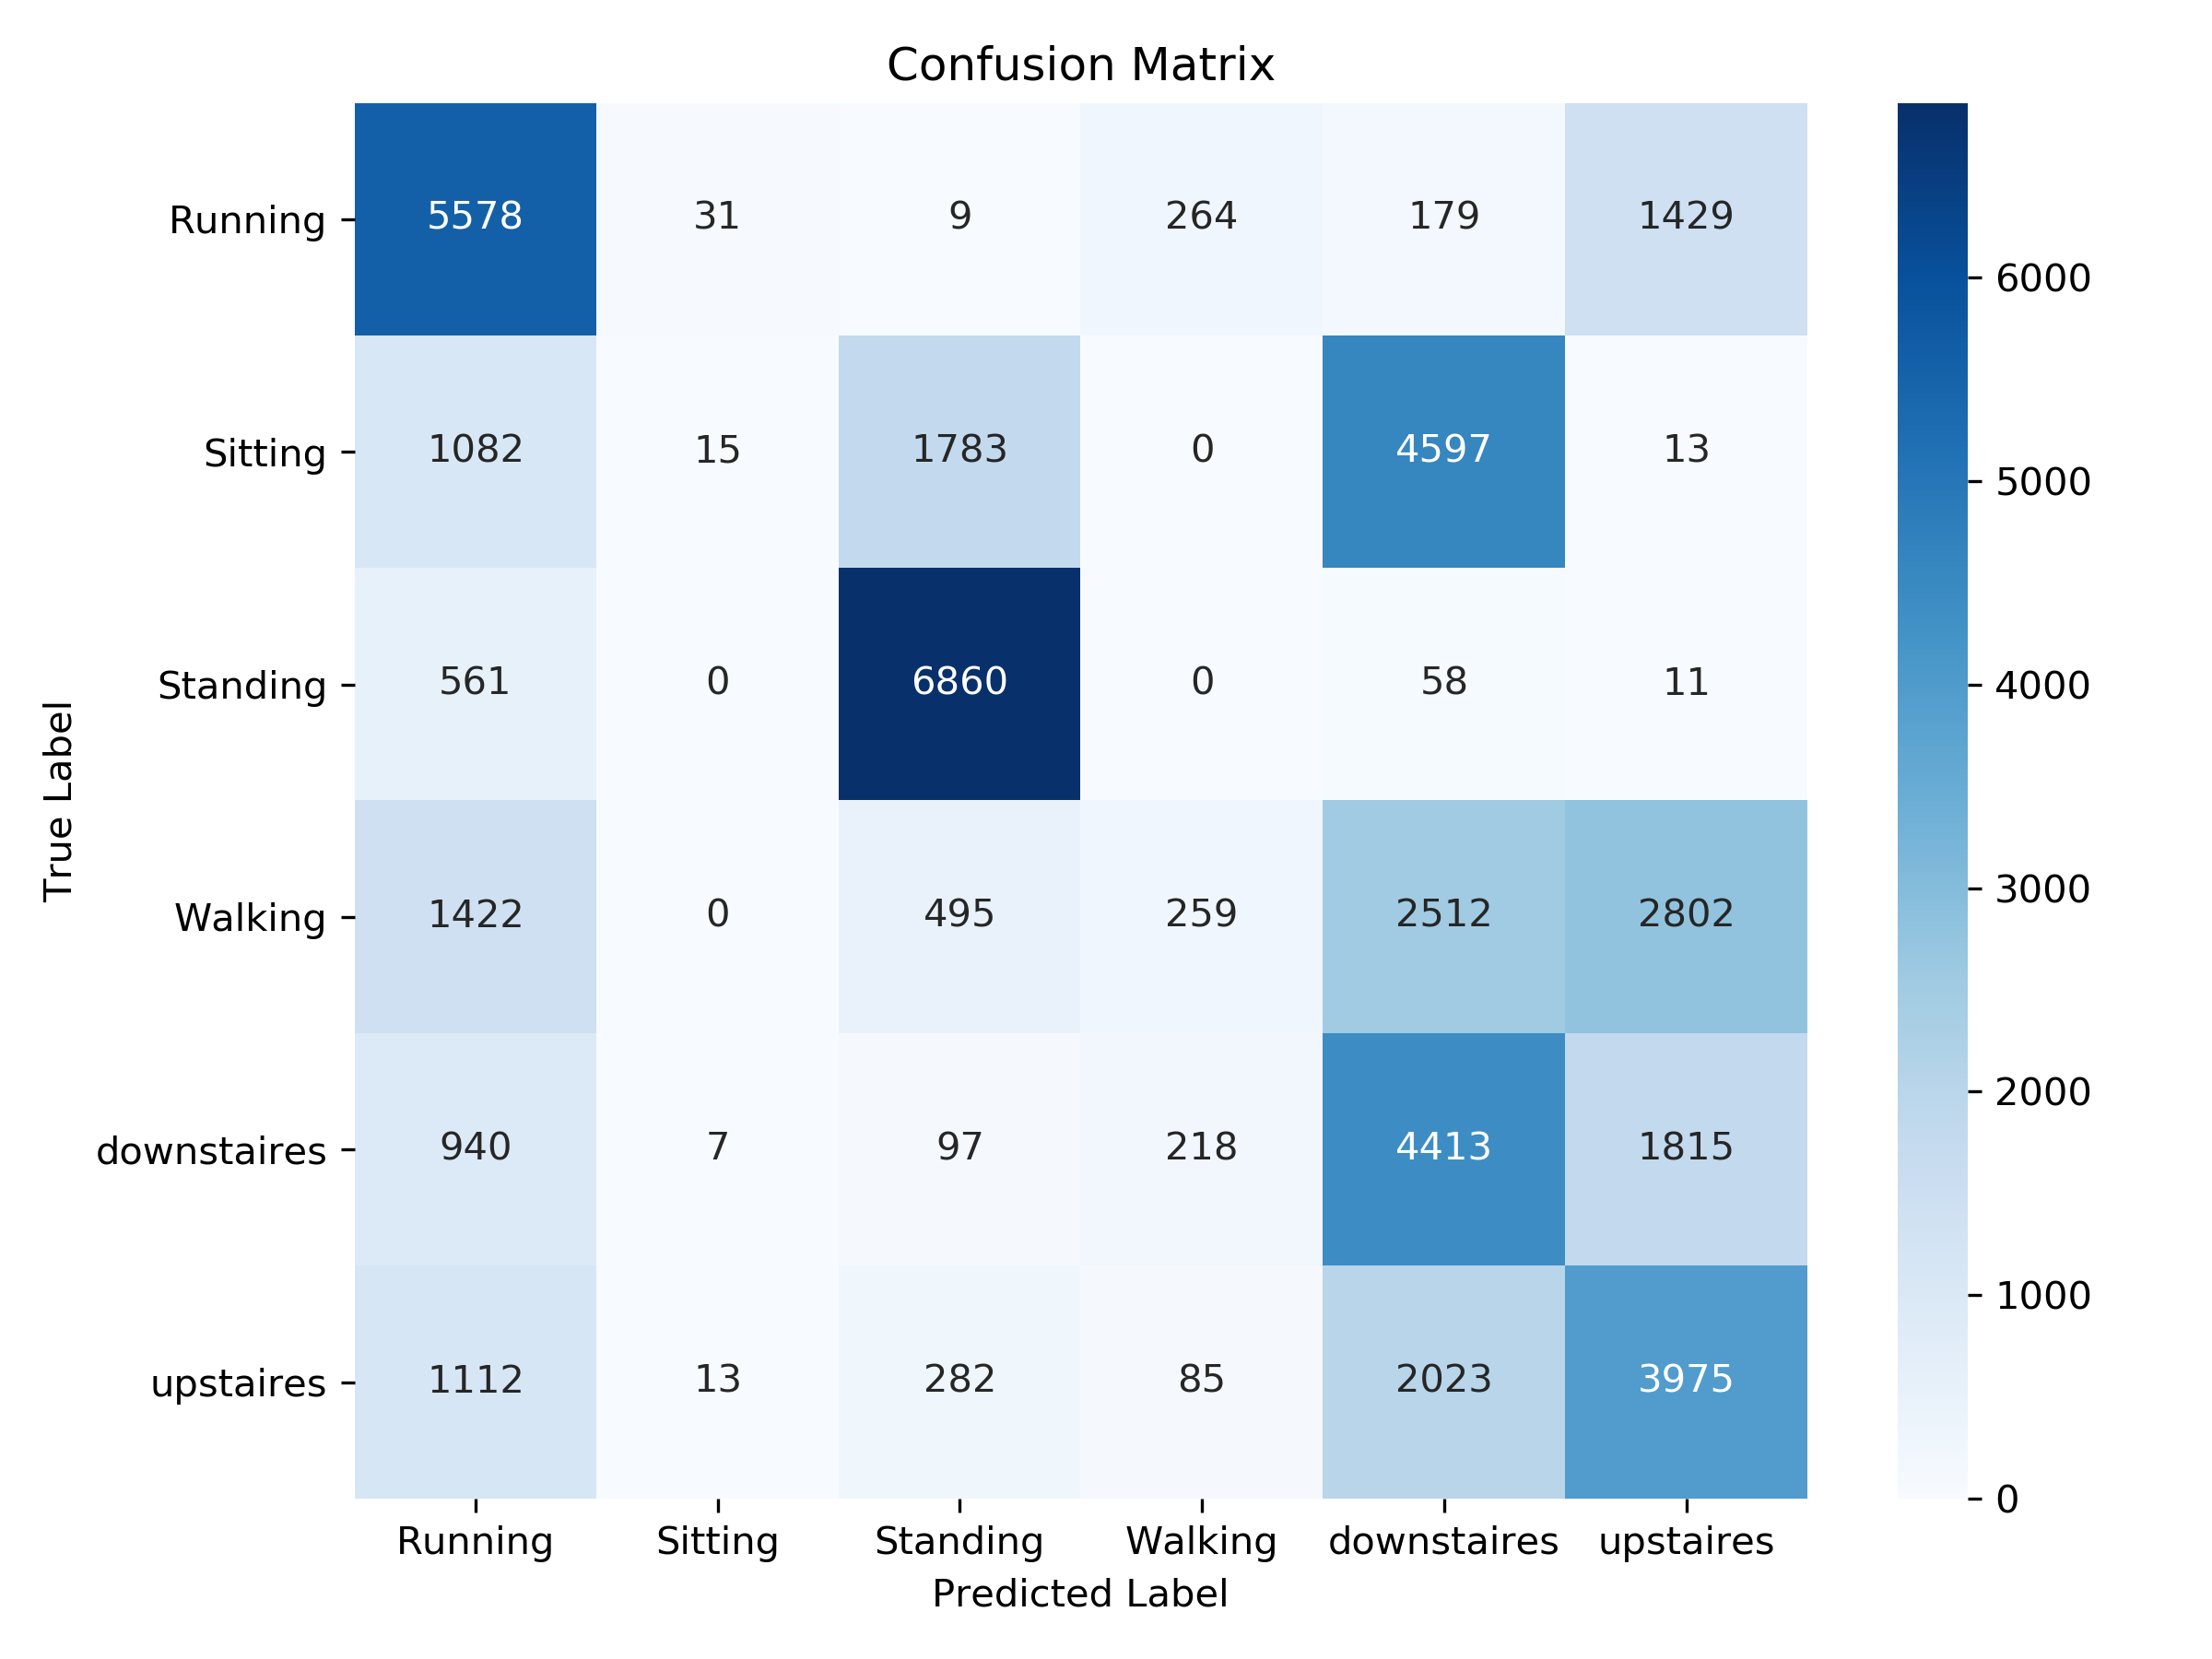 Confusion Matrix
Running 5578 31 9 264 179 1429
Sitting 1082 15 1783 0 4597 13
Standing 561 0 6860 0 58 11
Walking 1422 0 495 259 2512 2802
downstaires 940 7 97 218 4413 1815
upstaires 1112 13 282 85 2023 3975
Running Sitting Standing Walking downstaires upstaires
Predicted Label
True Label
6000
5000
4000
3000
2000
1000
0